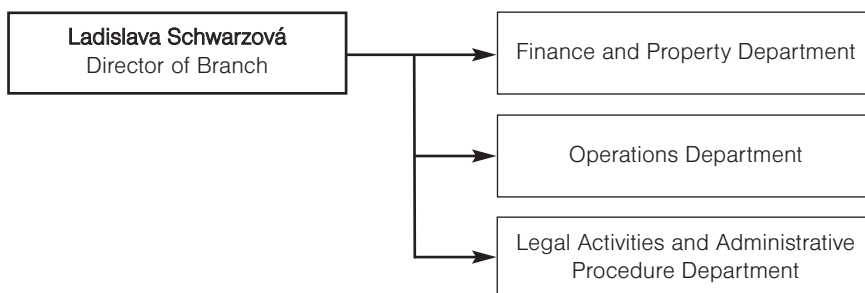 Ladislava Schwarzová
Director of Branch
Finance and Property Department
Operations Department
Legal Activities and Administrative
Procedure Department